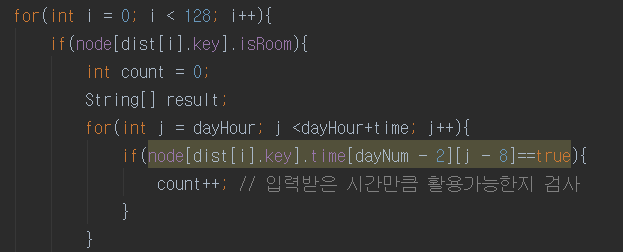 for(int i = 0; i < 128; i++){
if(node[dist[i].key].isRoom){
int count = 0;
String[] result;
for(int j = dayHour; j <dayHour+time; j++){
if(node[dist[i].key].time[dayNum - 2][j - 8]==true){
count++; // 입력받은 시간만큼 활용가능한지 검사
}
}